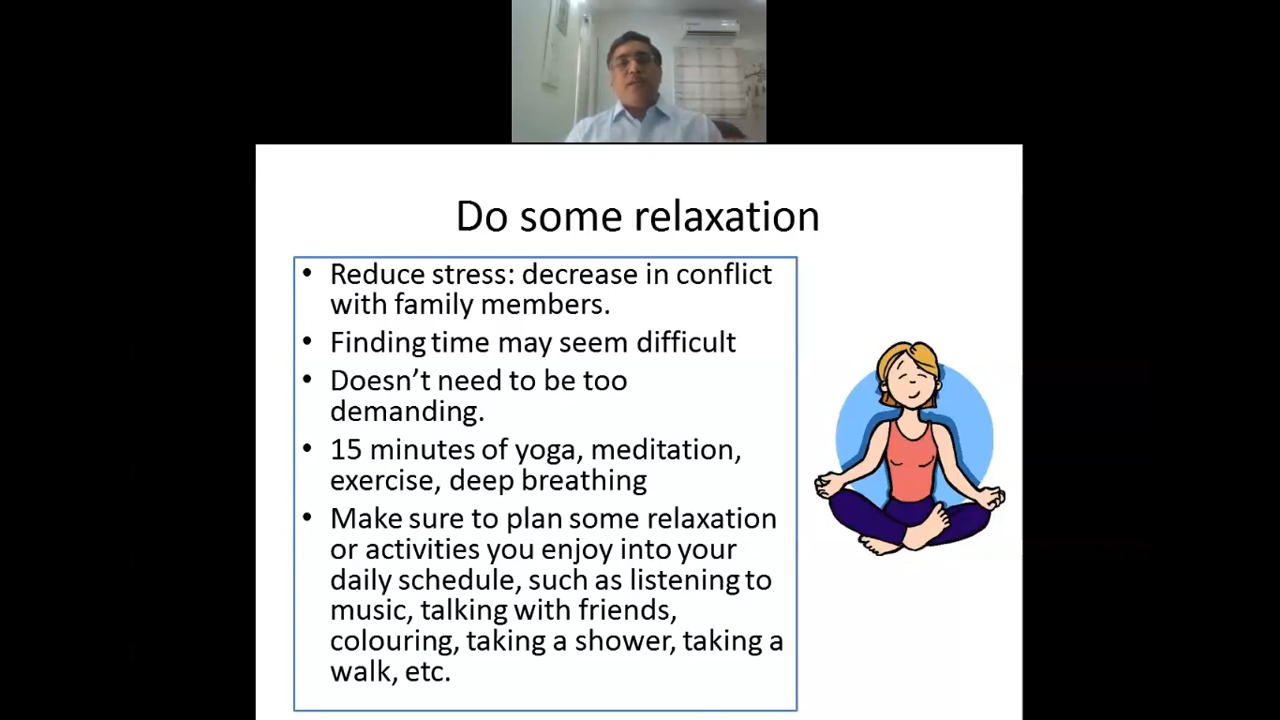 Do some relaxation
• Reduce stress: decrease in conflict
with family members.
• Finding time may seem difficult
• Doesn’t need to be too
demanding.
• 15 minutes of yoga, meditation,
exercise, deep breathing
• Make sure to plan some relaxation
or activities you enjoy into your
daily schedule, such as listening to
music, talking with friends,
colouring, taking a shower, taking a
walk, etc.